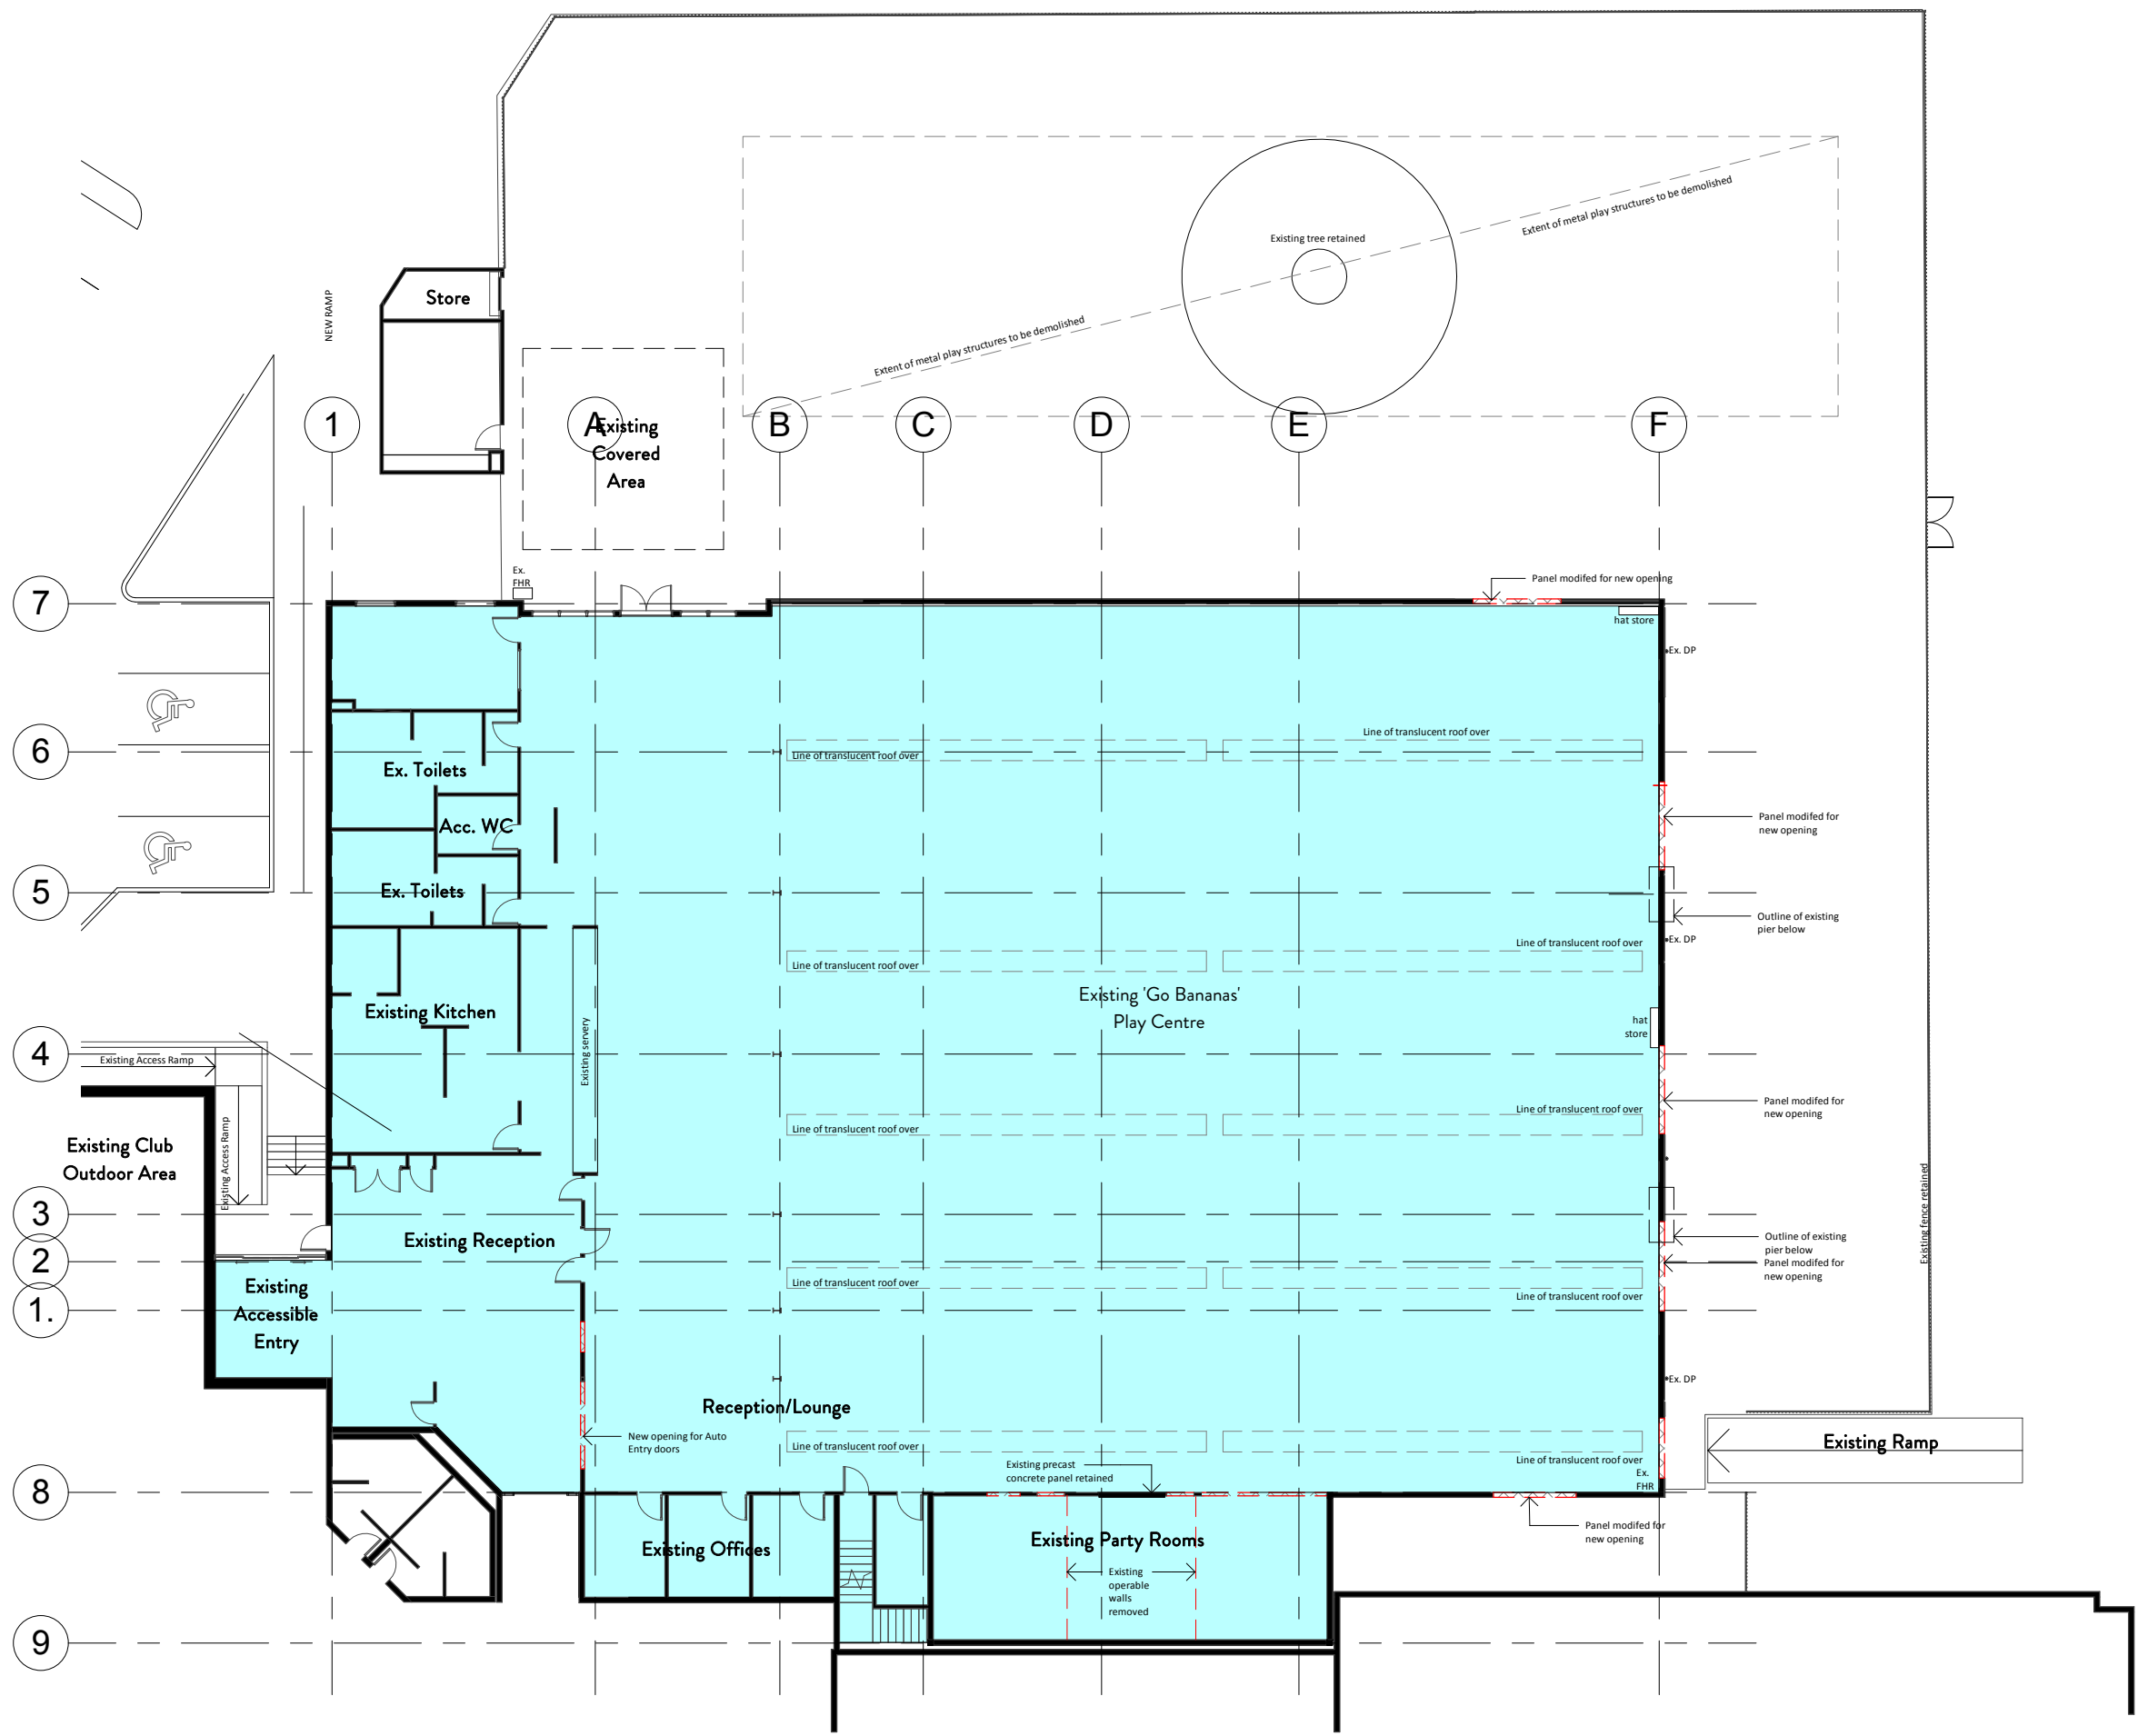 Extent of metal play structures to be demolished
Existing tree retained
Store
NEW RAMP
Extent of metal play structures to be demolished
1
A
B
C
D
E
F
Existing
Covered
Area
Ex.
FHR
Panel modifed for new opening
7
hat store
Ex. DP
Line of translucent roof over
6
Line of translucent roof over
Ex. Toilets
Acc. WC
Panel modifed for
new opening
5
Ex. Toilets
Outline of existing
pier below
Ex. DP
Line of translucent roof over
Line of translucent roof over
Existing 'Go Bananas'
Play Centre
Existing Kitchen
hat
store
Existing servery
4
Existing Access Ramp
Panel modifed for
new opening
Line of translucent roof over
Line of translucent roof over
Existing Club
Outdoor Area
Existing Access Ramp
Existing fence retained
3
Existing Reception
Outline of existing
pier below
2
Panel modifed for
new opening
Existing
Accessible
Entry
Line of translucent roof over
Line of translucent roof over
1.
Ex. DP
Reception/Lounge
New opening for Auto
Entry doors
Line of translucent roof over
Existing Ramp
Line of translucent roof over
Existing precast
concrete panel retained
Ex.
FHR
8
Panel modifed for
new opening
Existing Offices
Existing Party Rooms
Existing
operable
walls
removed
9